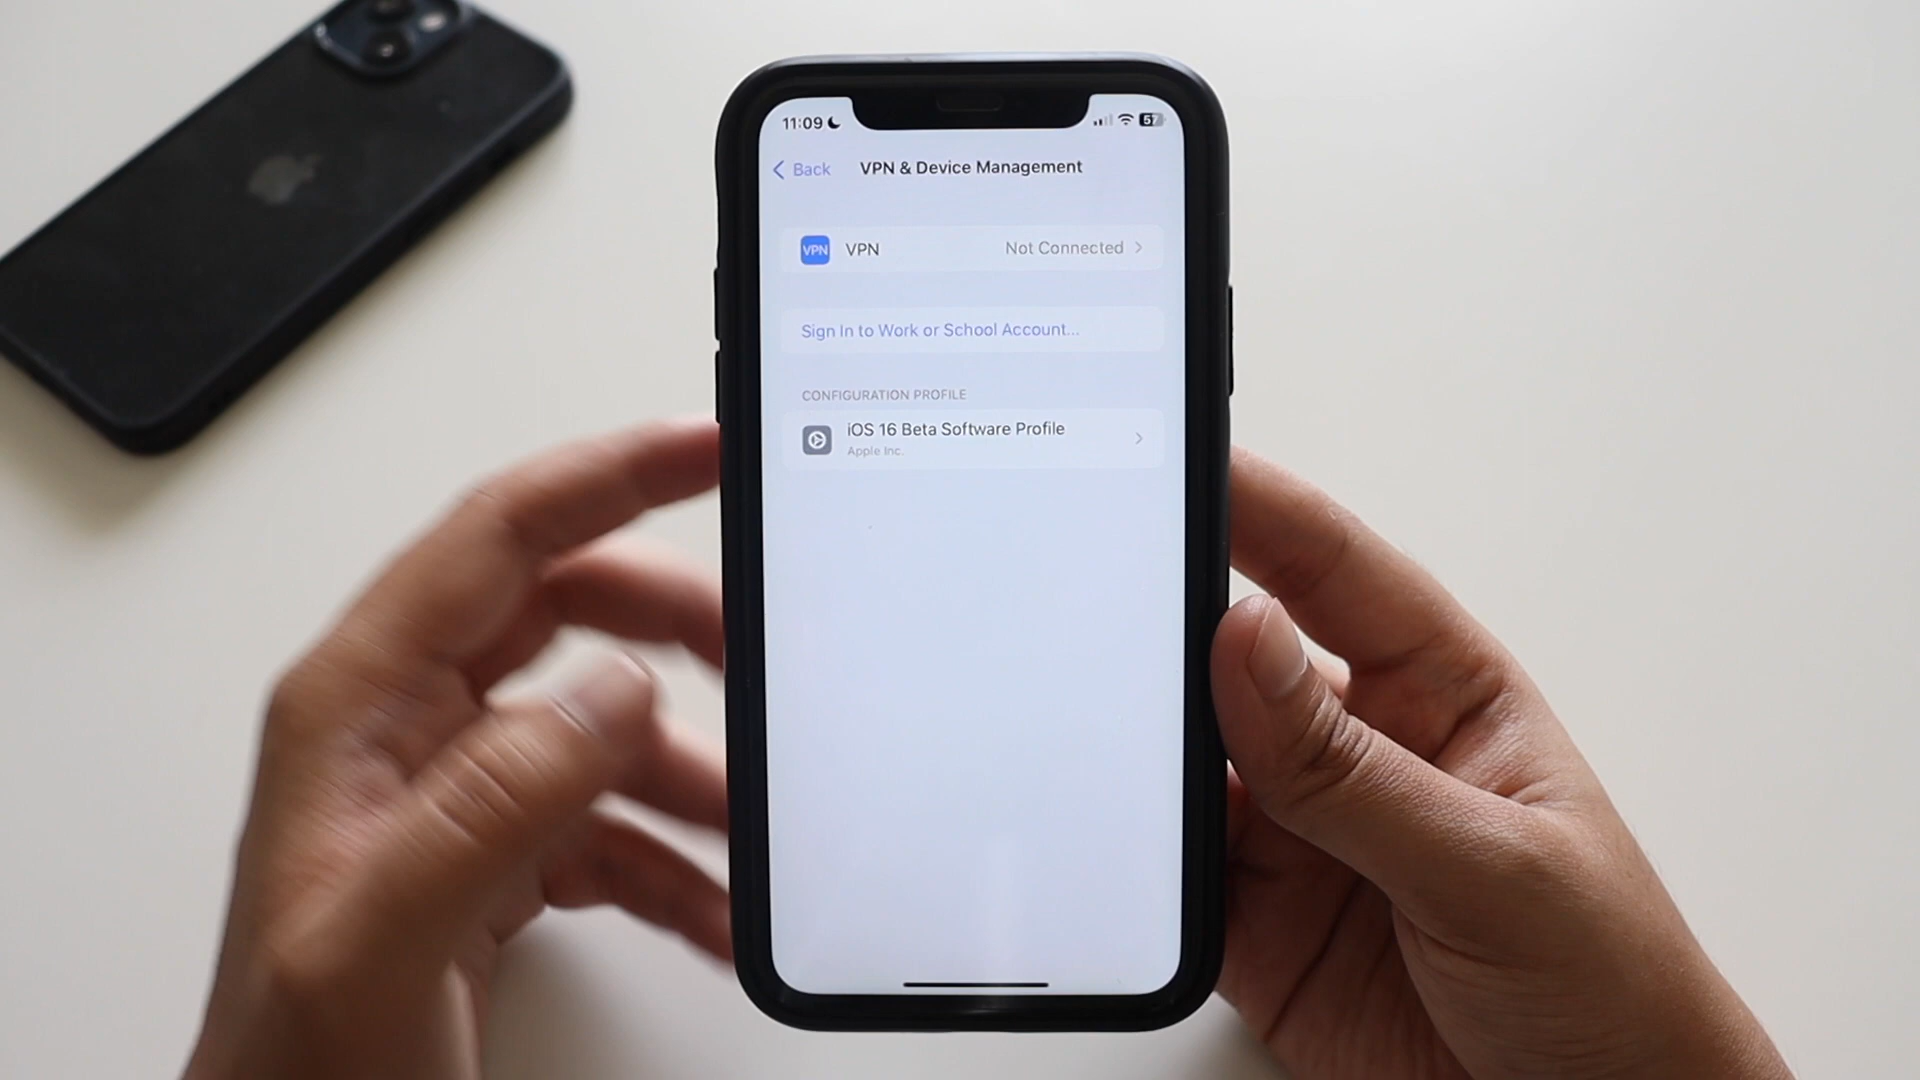 11:09
57
Back
VPN & Device Management
VPN
VPN
Not Connected
Sign In to Work or School Account...
CONFIGURATION PROFILE
iOS 16 Beta Software Profile
Apple Inc.